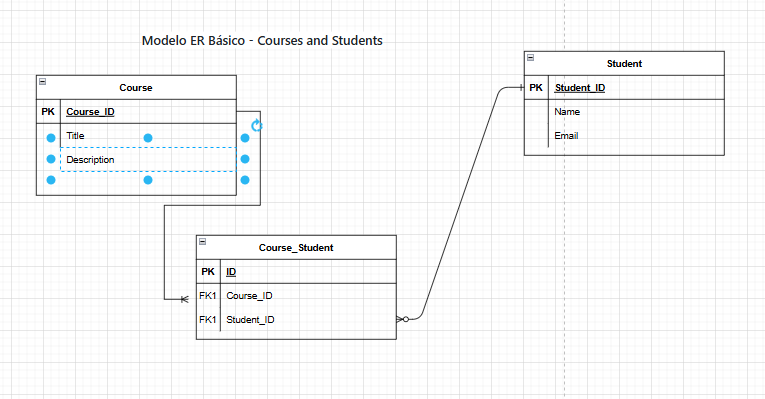 Modelo ER Básico - Courses and Students
Course
PK Course_ID
Title
Description
Student
PK Student_ID
Name
Email
Course_Student
PK ID
FK1 Course_ID
FK1 Student_ID